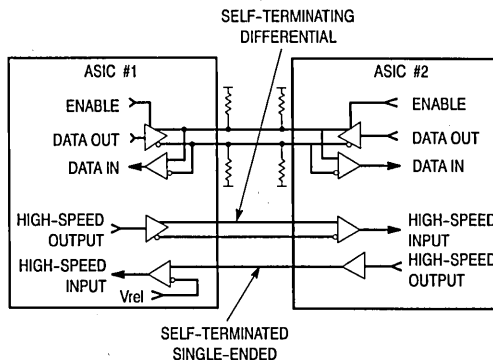 SELF-TERMINATING
DIFFERENTIAL
ASIC #1
ASIC #2
ENABLE
ENABLE
DATA OUT
DATA OUT
DATA IN
DATA IN
HIGH-SPEED
OUTPUT
HIGH-SPEED
INPUT
HIGH-SPEED
INPUT
HIGH-SPEED
OUTPUT
Vrel
SELF-TERMINATED
SINGLE-ENDED